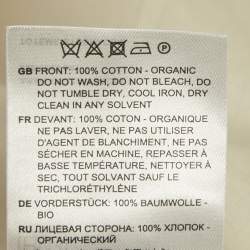 TOTEME
GB FRONT: 100% COTTON - ORGANIC
DO NOT WASH, DO NOT BLEACH, DO
NOT TUMBLE DRY, COOL IRON, DRY
CLEAN IN ANY SOLVENT
FR DEVANT: 100% COTON - ORGANIQUE
NE PAS LAVER, NE PAS UTILISER
D'AGENT DE BLANCHIMENT, NE PAS
SÉCHER EN MACHINE, REPASSER À
BASSE TEMPÉRATURE, NETTOYER À
SEC, TOUT SOLVANT SAUF LE
TRICHLORÉTHYLÈNE
DE VORDERSTÜCK: 100% BAUMWOLLE -
BIO
RU ЛИЦЕВАЯ СТОРОНА: 100% ХЛОПОК -
ОРГАНИЧЕСКИЙ